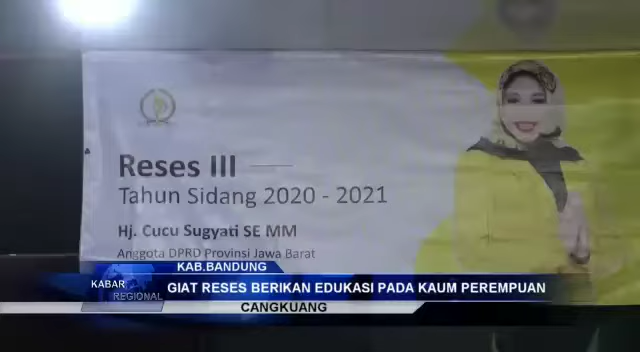 Reses III
Tahun Sidang 2020 - 2021
Hj. Cucu Sugyati SE MM
Anggota DPRD Provinsi Jawa Barat
KAB.BANDUNG
KABAR
REGIONAL
GIAT RESES BERIKAN EDUKASI PADA KAUM PEREMPUAN
CANGKUANG